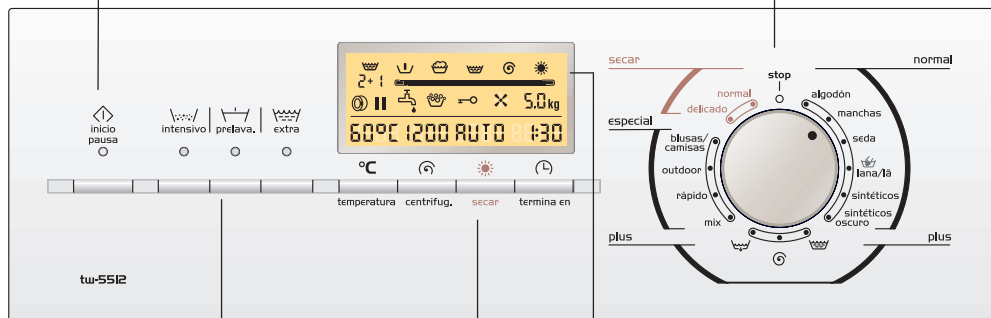 inicio
pausa
intensivo
prelava.
extra
2+1
5.0kg
60°C 1200 AUTO 1:30
°C
temperatura
centrifug.
secar
termina en
tw-5512
secar
normal
stop
normal
delicado
algodón
manchas
especial
seda
blusas/
camisas
lana/lã
outdoor
sintéticos
rápido
sintéticos
oscuro
mix
plus
plus